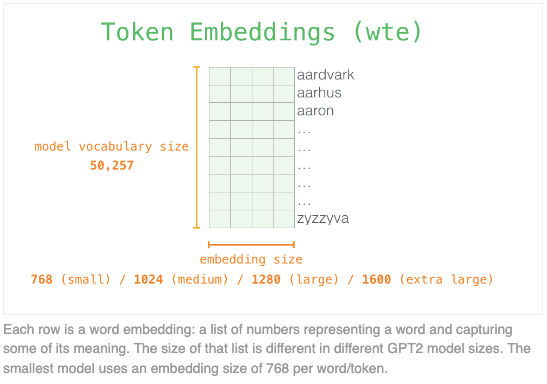 Token Embeddings (wte)
aardvark
aarhus
aaron
...
...
...
...
...
zyzzyva
model vocabulary size
50,257
embedding size
768 (small) / 1024 (medium) / 1280 (large) / 1600 (extra large)
Each row is a word embedding: a list of numbers representing a word and capturing
some of its meaning. The size of that list is different in different GPT2 model sizes. The
smallest model uses an embedding size of 768 per word/token.